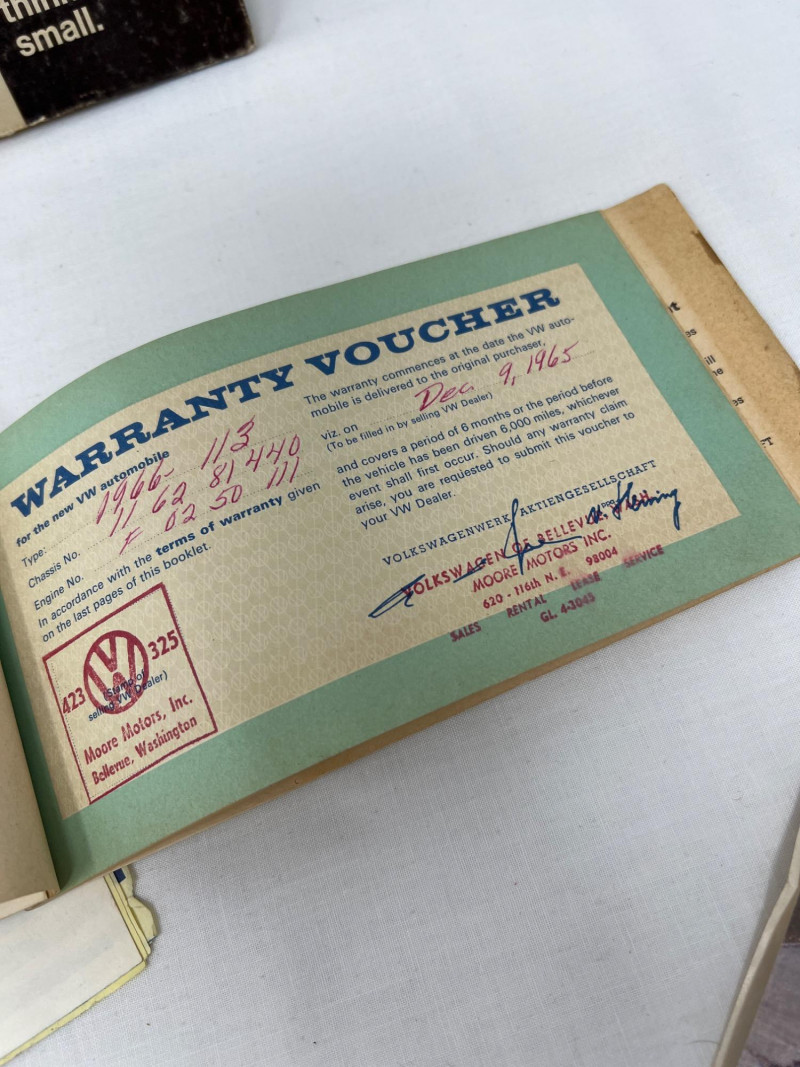 small.
WARRANTY VOUCHER
for the new VW automobile
Type: 1966- 113
Chassis No. 11 62 81 440
Engine No. F 02 50 111
In accordance with the terms of warranty given
on the last pages of this booklet.
423 325
(Stamp of
selling VW Dealer)
Moore Motors, Inc.
Bellevue, Washington
The warranty commences at the date the VW auto-
mobile is delivered to the original purchaser,
viz. on Dec. 9, 1965
(To be filled in by selling VW Dealer)
and covers a period of 6 months or the period before
the vehicle has been driven 6,000 miles, whichever
event shall first occur. Should any warranty claim
arise, you are requested to submit this voucher to
your VW Dealer.
VOLKSWAGENWERK AKTIENGESELLSCHAFT
VOLKSWAGEN OF BELLEVUE, WASH.
MOORE MOTORS INC.
620 - 116th N. E. 98004
SALES RENTAL LEASE SERVICE
GL. 4-3045